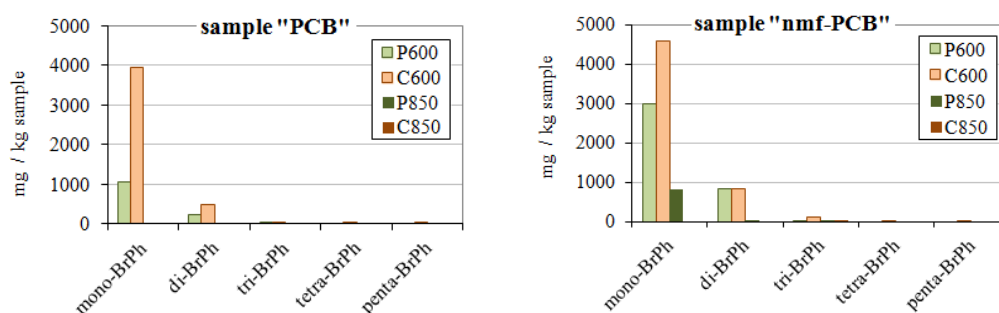 sample "PCB"
mg / kg sample
5000
4000
3000
2000
1000
0
P600
C600
P850
C850
mono-BrPh
di-BrPh
tri-BrPh
tetra-BrPh
penta-BrPh
sample "nmf-PCB"
mg / kg sample
5000
4000
3000
2000
1000
0
P600
C600
P850
C850
mono-BrPh
di-BrPh
tri-BrPh
tetra-BrPh
penta-BrPh